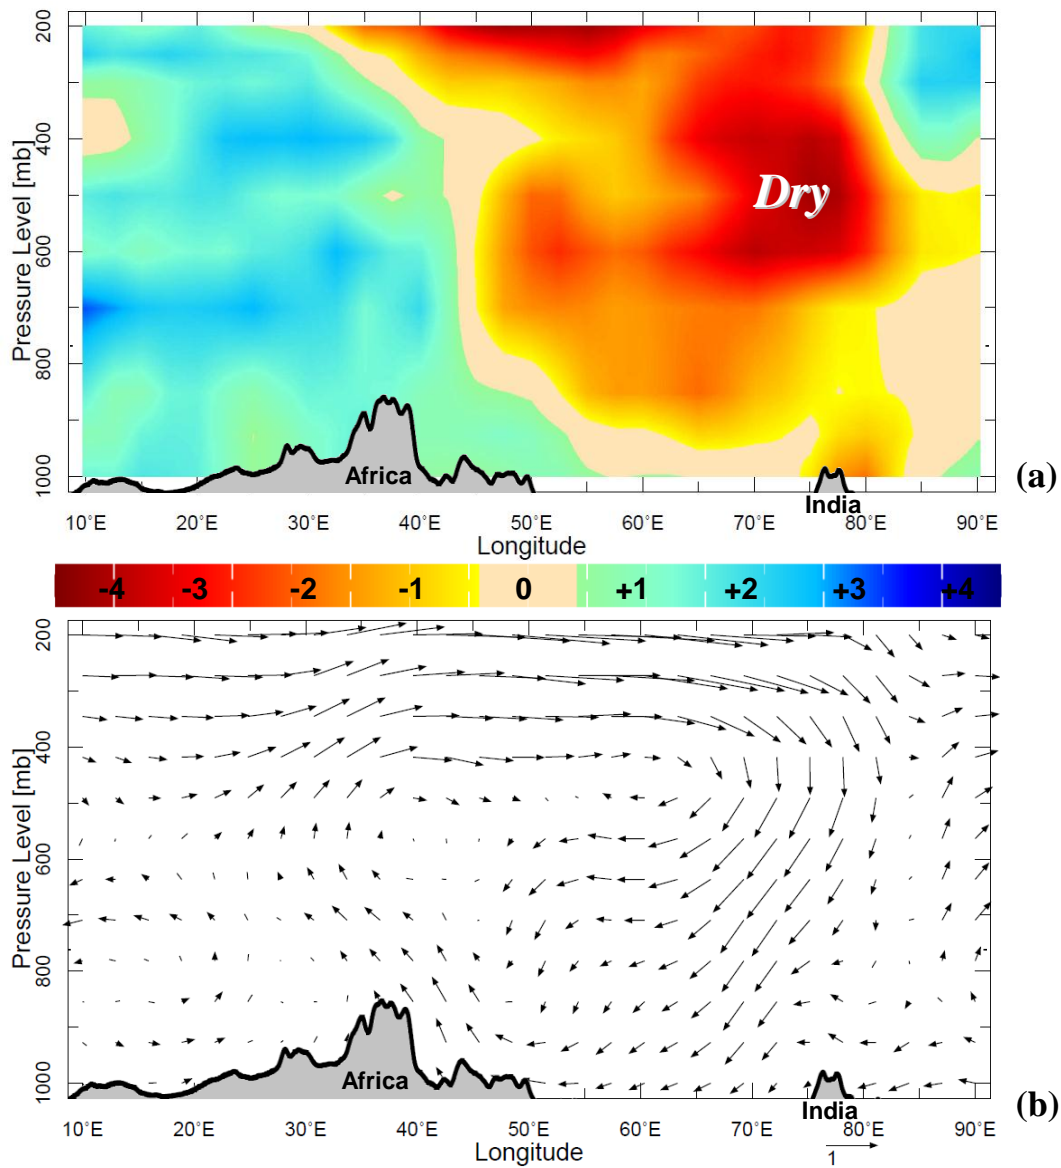 200
400
600
800
1000
Pressure Level [mb]
Dry
Africa
India
(a)
10°E 20°E 30°E 40°E 50°E 60°E 70°E 80°E 90°E
Longitude
-4 -3 -2 -1 0 +1 +2 +3 +4
200
400
600
800
1000
Pressure Level [mb]
Africa
India
(b)
10°E 20°E 30°E 40°E 50°E 60°E 70°E 80°E 90°E
Longitude
1